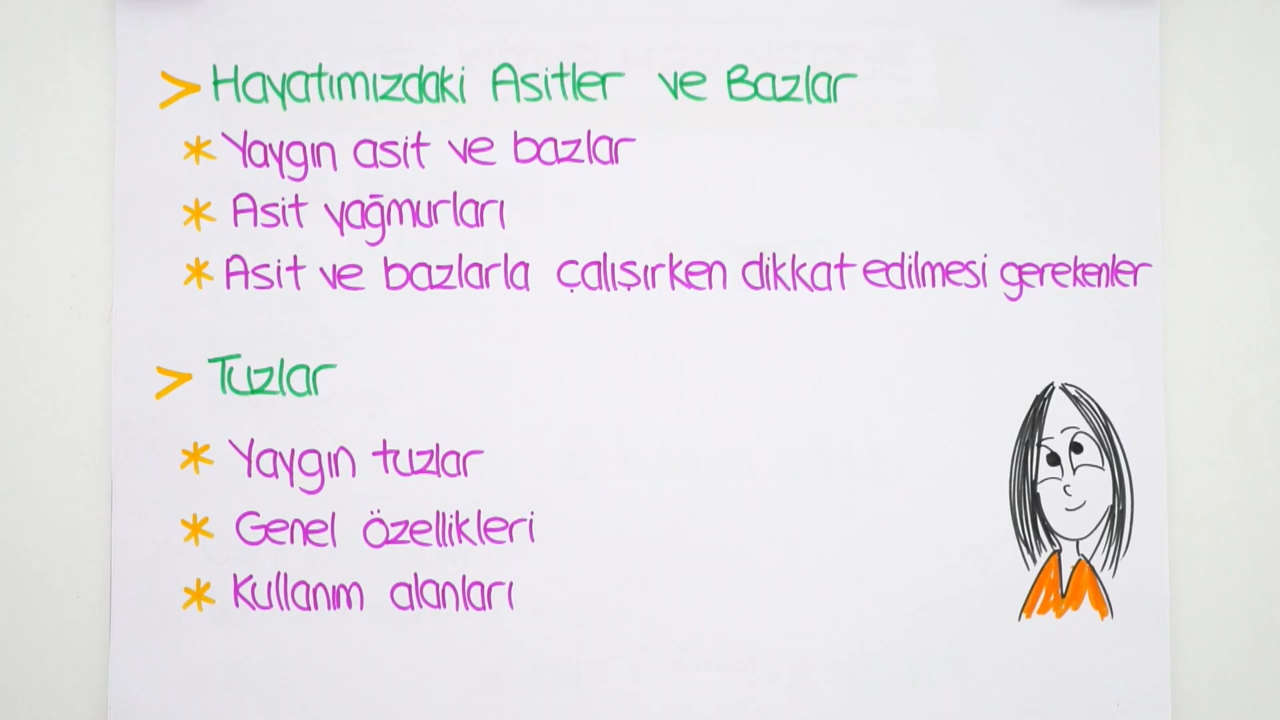 > Hayatımızdaki Asitler ve Bazlar
* Yaygın asit ve bazlar
* Asit yağmurları
* Asit ve bazlarla çalışırken dikkat edilmesi gerekenler
> Tuzlar
* Yaygın tuzlar
* Genel özellikleri
* Kullanım alanları